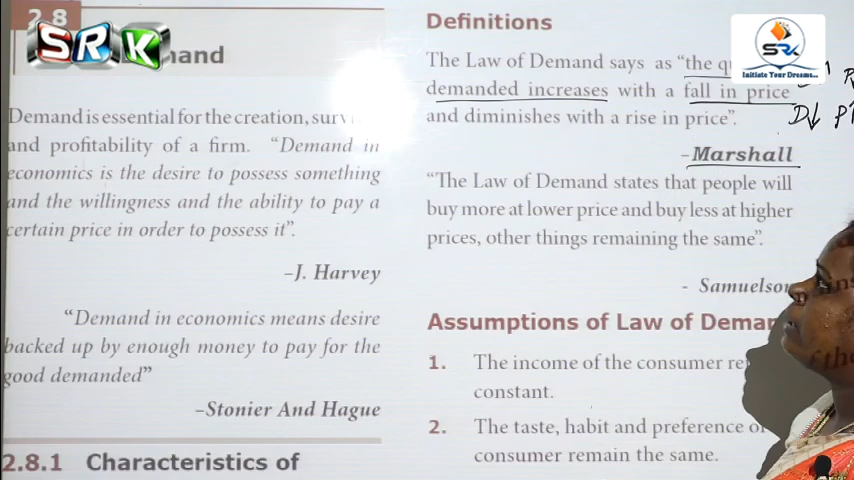 2.8
SRK
mand
Demand is essential for the creation, surv
and profitability of a firm. “Demand in
economics is the desire to possess something
and the willingness and the ability to pay a
certain price in order to possess it”.
–J. Harvey
“Demand in economics means desire
backed up by enough money to pay for the
good demanded”
–Stonier And Hague
2.8.1 Characteristics of
Definitions
The Law of Demand says as “the q
demanded increases with a fall in price
and diminishes with a rise in price”.
–Marshall
“The Law of Demand states that people will
buy more at lower price and buy less at higher
prices, other things remaining the same”.
- Samuelson
Assumptions of Law of Deman
1. The income of the consumer re
constant.
2. The taste, habit and preference of
consumer remain the same.
SRK
Initiate Your Dreams...
D↓ P↑